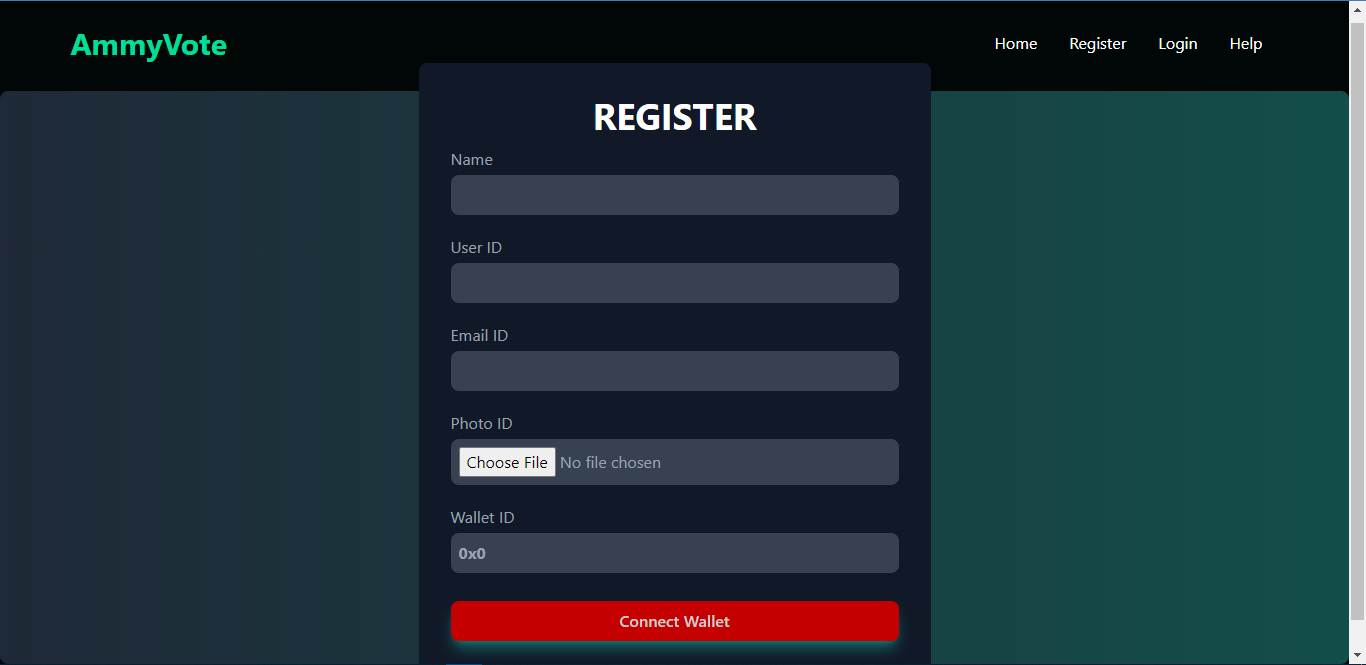 AmmyVote
Home Register Login Help
REGISTER
Name
User ID
Email ID
Photo ID
Choose File No file chosen
Wallet ID
0x0
Connect Wallet